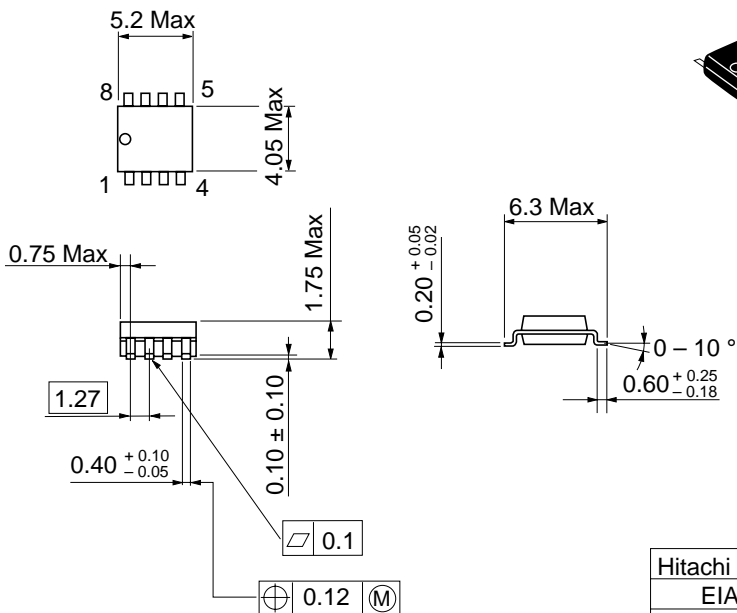 5.2 Max
8 5
4.05 Max
1 4
0.75 Max
1.75 Max
1.27
0.10 ± 0.10
0.40 + 0.10 – 0.05
0.1
0.12 Ⓜ
6.3 Max
0.20 + 0.05 – 0.02
0 – 10 °
0.60 + 0.25 – 0.18
Hitachi
EIA